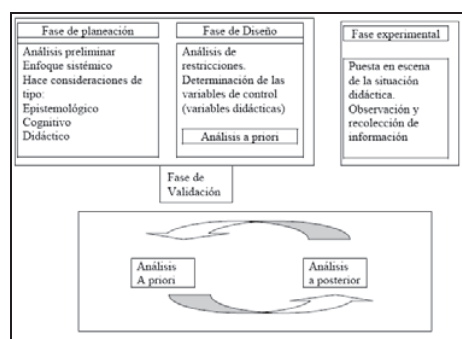 Fase de planeación
Análisis preliminar
Enfoque sistémico
Hace consideraciones de
tipo:
Epistemológico
Cognitivo
Didáctico
Fase de Diseño
Análisis de
restricciones.
Determinación de las
variables de control
(variables didácticas)
Análisis a priori
Fase experimental
Puesta en escena
de la situación
didáctica.
Observación y
recolección de
información
Fase de
Validación
Análisis
A priori
Análisis
a posterior